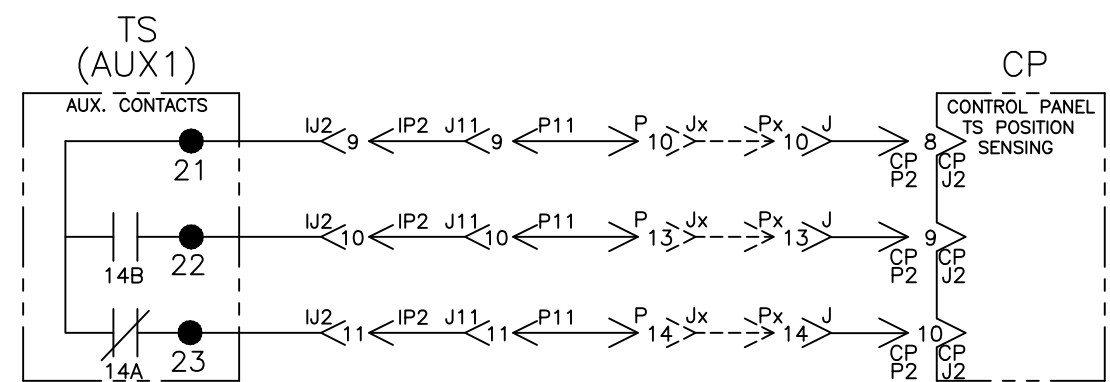 TS
(AUX1)
CP
AUX. CONTACTS
CONTROL PANEL
TS POSITION
SENSING
21
IJ2 9 IP2 J11 9 P11 P 10 Jx Px 10 J 8
CP CP
P2 J2
14B
22
IJ2 10 IP2 J11 10 P11 P 13 Jx Px 13 J 9
CP CP
P2 J2
14A
23
IJ2 11 IP2 J11 11 P11 P 14 Jx Px 14 J 10
CP CP
P2 J2